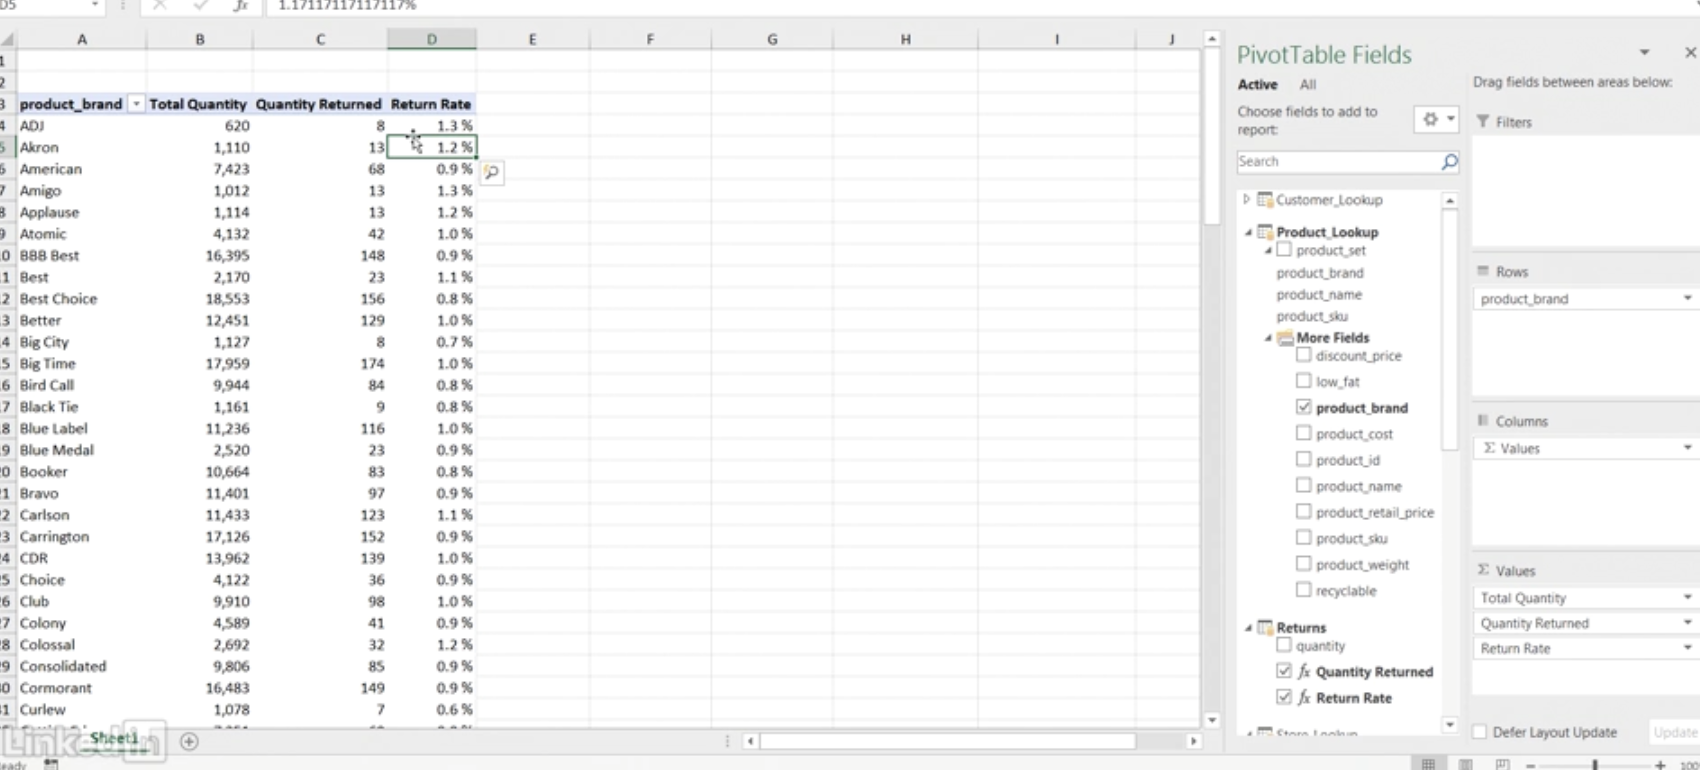 D5 fx 1.17117117117117%
A B C D E F G H I J
1
2
3 product_brand Total Quantity Quantity Returned Return Rate
4 ADJ 620 8 1.3 %
5 Akron 1,110 13 1.2 %
6 American 7,423 68 0.9 %
7 Amigo 1,012 13 1.3 %
8 Applause 1,114 13 1.2 %
9 Atomic 4,132 42 1.0 %
10 BBB Best 16,395 148 0.9 %
11 Best 2,170 23 1.1 %
12 Best Choice 18,553 156 0.8 %
13 Better 12,451 129 1.0 %
14 Big City 1,127 8 0.7 %
15 Big Time 17,959 174 1.0 %
16 Bird Call 9,944 84 0.8 %
17 Black Tie 1,161 9 0.8 %
18 Blue Label 11,236 116 1.0 %
19 Blue Medal 2,520 23 0.9 %
20 Booker 10,664 83 0.8 %
21 Bravo 11,401 97 0.9 %
22 Carlson 11,433 123 1.1 %
23 Carrington 17,126 152 0.9 %
24 CDR 13,962 139 1.0 %
25 Choice 4,122 36 0.9 %
26 Club 9,910 98 1.0 %
27 Colony 4,589 41 0.9 %
28 Colossal 2,692 32 1.2 %
29 Consolidated 9,806 85 0.9 %
30 Cormorant 16,483 149 0.9 %
31 Curlew 1,078 7 0.6 %
LinkedIn
Sheet1
PivotTable Fields
Active All
Choose fields to add to
report:
Search
Customer_Lookup
Product_Lookup
product_set
product_brand
product_name
product_sku
More Fields
discount_price
low_fat
product_brand
product_cost
product_id
product_name
product_retail_price
product_sku
product_weight
recyclable
Returns
quantity
fx Quantity Returned
fx Return Rate
Store_Lookup
Drag fields between areas below:
Filters
Rows
product_brand
Columns
Σ Values
Σ Values
Total Quantity
Quantity Returned
Return Rate
Defer Layout Update
Update
100